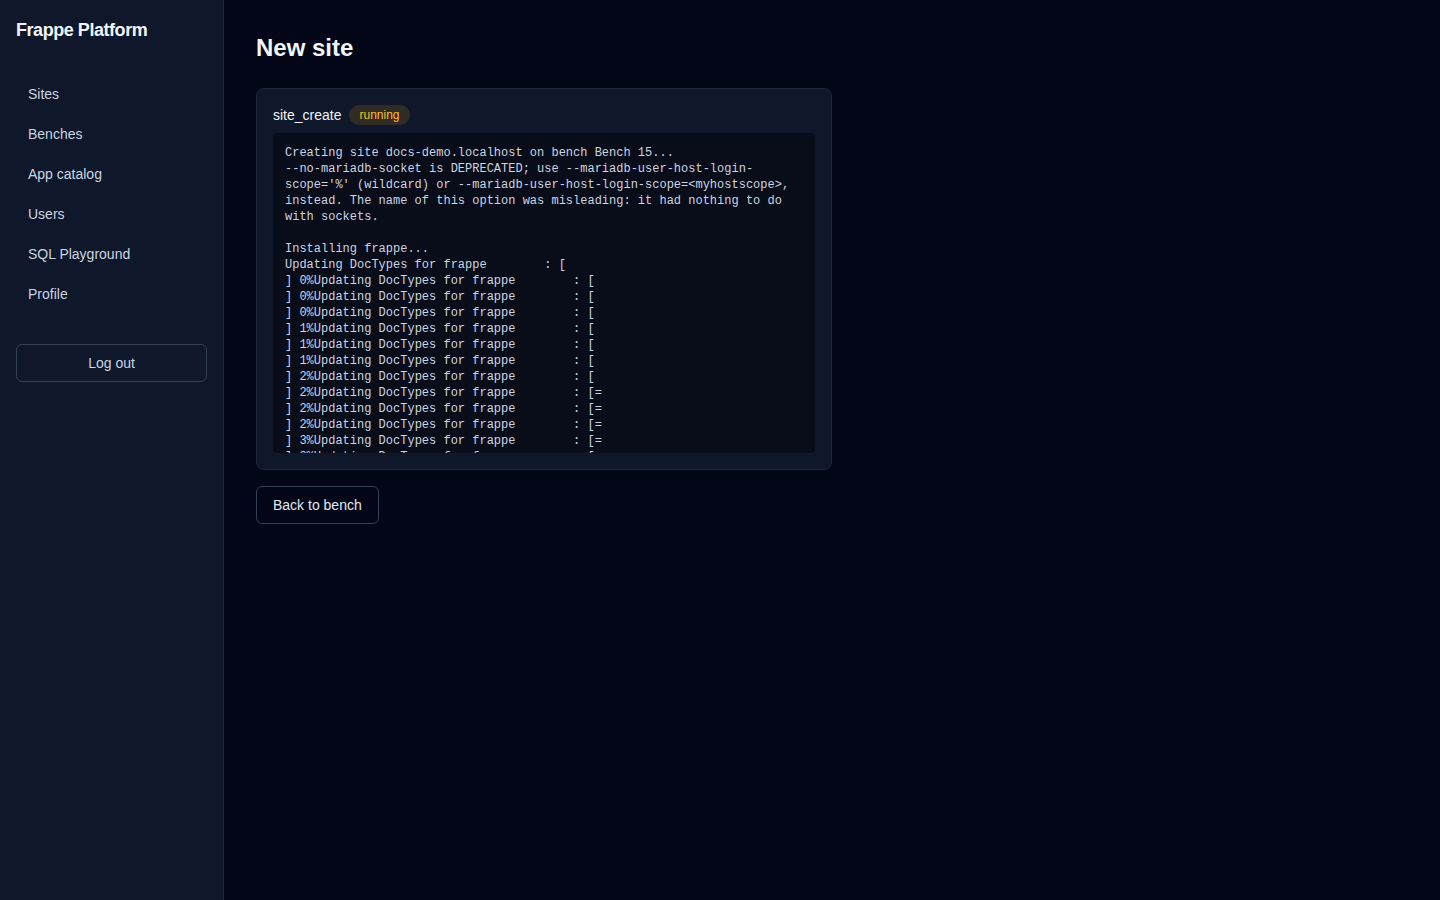 Frappe Platform
Sites
Benches
App catalog
Users
SQL Playground
Profile
Log out
New site
site_create running
Creating site docs-demo.localhost on bench Bench 15...
--no-mariadb-socket is DEPRECATED; use --mariadb-user-host-login-
scope='%' (wildcard) or --mariadb-user-host-login-scope=<myhostscope>,
instead. The name of this option was misleading: it had nothing to do
with sockets.
Installing frappe...
Updating DocTypes for frappe        : [
] 0%Updating DocTypes for frappe        : [
] 0%Updating DocTypes for frappe        : [
] 0%Updating DocTypes for frappe        : [
] 1%Updating DocTypes for frappe        : [
] 1%Updating DocTypes for frappe        : [
] 1%Updating DocTypes for frappe        : [
] 2%Updating DocTypes for frappe        : [
] 2%Updating DocTypes for frappe        : [=
] 2%Updating DocTypes for frappe        : [=
] 2%Updating DocTypes for frappe        : [=
] 3%Updating DocTypes for frappe        : [=
Back to bench